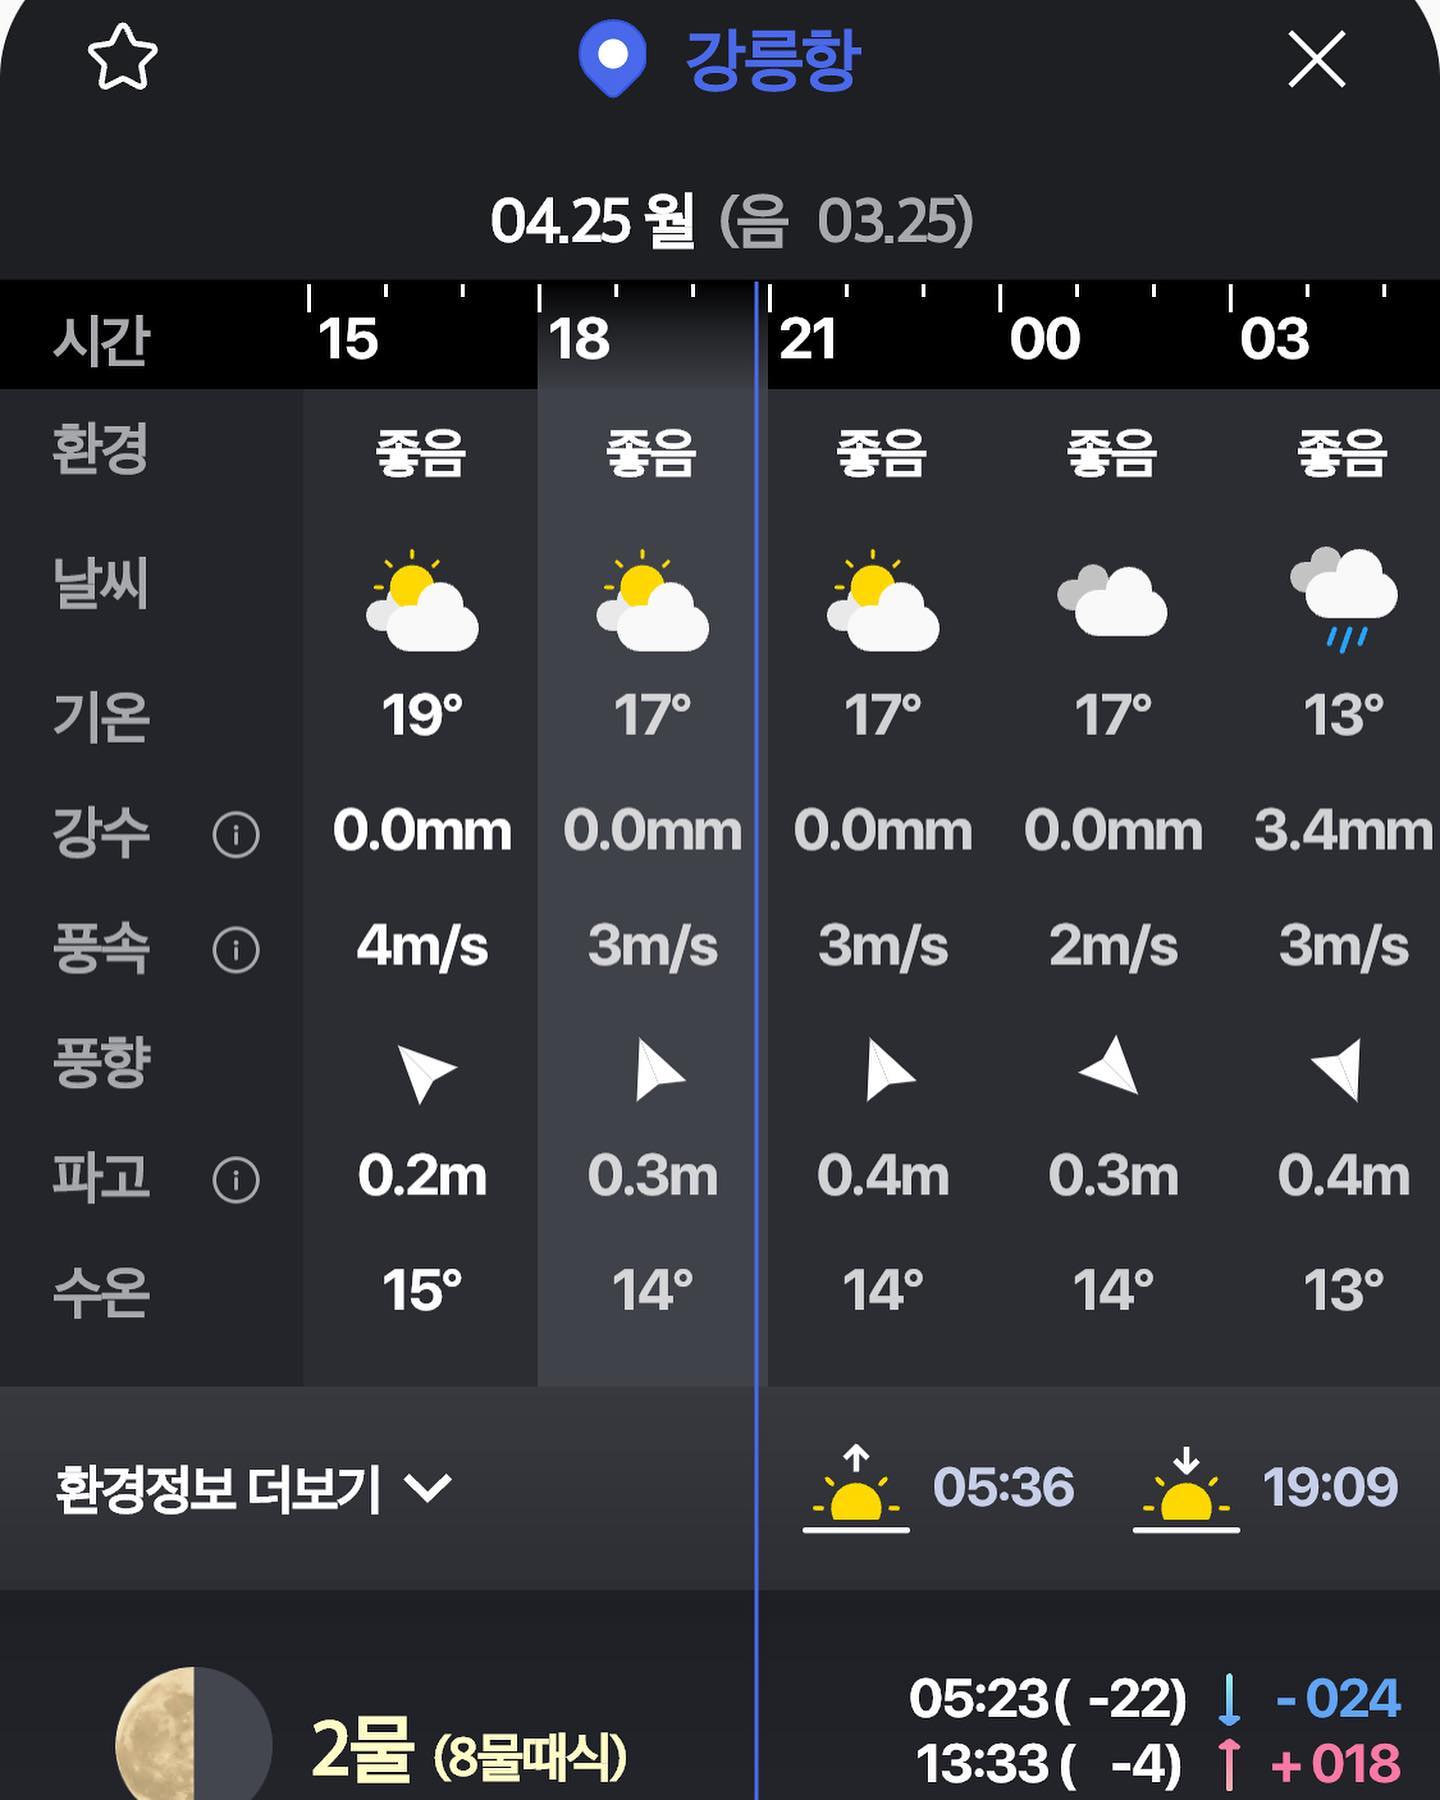 강릉항
04.25 월 (음 03.25)
시간 15 18 21 00 03
환경 좋음 좋음 좋음 좋음 좋음
날씨
기온 19° 17° 17° 17° 13°
강수 0.0mm 0.0mm 0.0mm 0.0mm 3.4mm
풍속 4m/s 3m/s 3m/s 2m/s 3m/s
풍향
파고 0.2m 0.3m 0.4m 0.3m 0.4m
수온 15° 14° 14° 14° 13°
환경정보 더보기 05:36 19:09
2물 (8물때식)
05:23 ( -22) ↓ - 024
13:33 ( -4) ↑ + 018